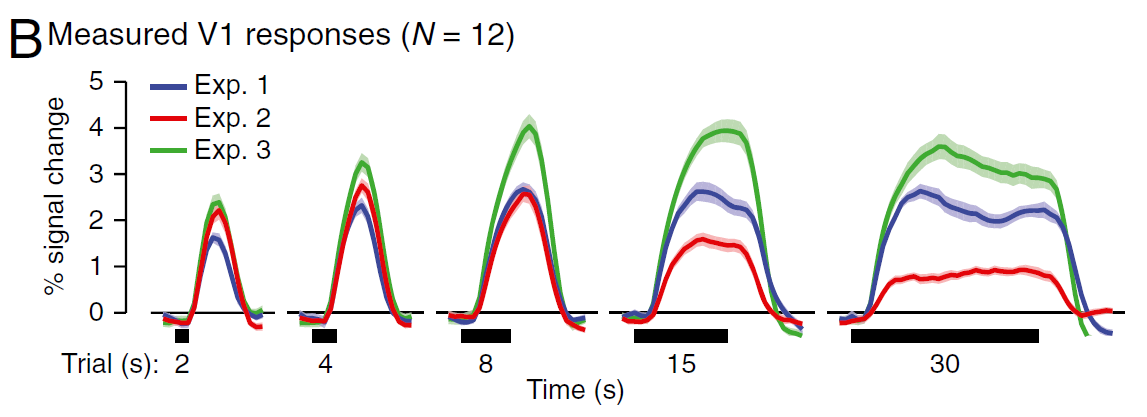 B Measured V1 responses (N = 12)
5
4
3
2
1
0
% signal change
Exp. 1
Exp. 2
Exp. 3
Trial (s): 2 4 8 15 30
Time (s)